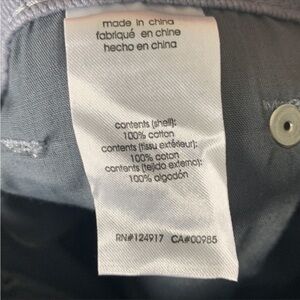 made in china
fabriqué en chine
hecho en china
contents (shell):
100% cotton
contents (tissu extérieur):
100% coton
contents (tejido externo):
100% algodón
RN#124917 CA#00985